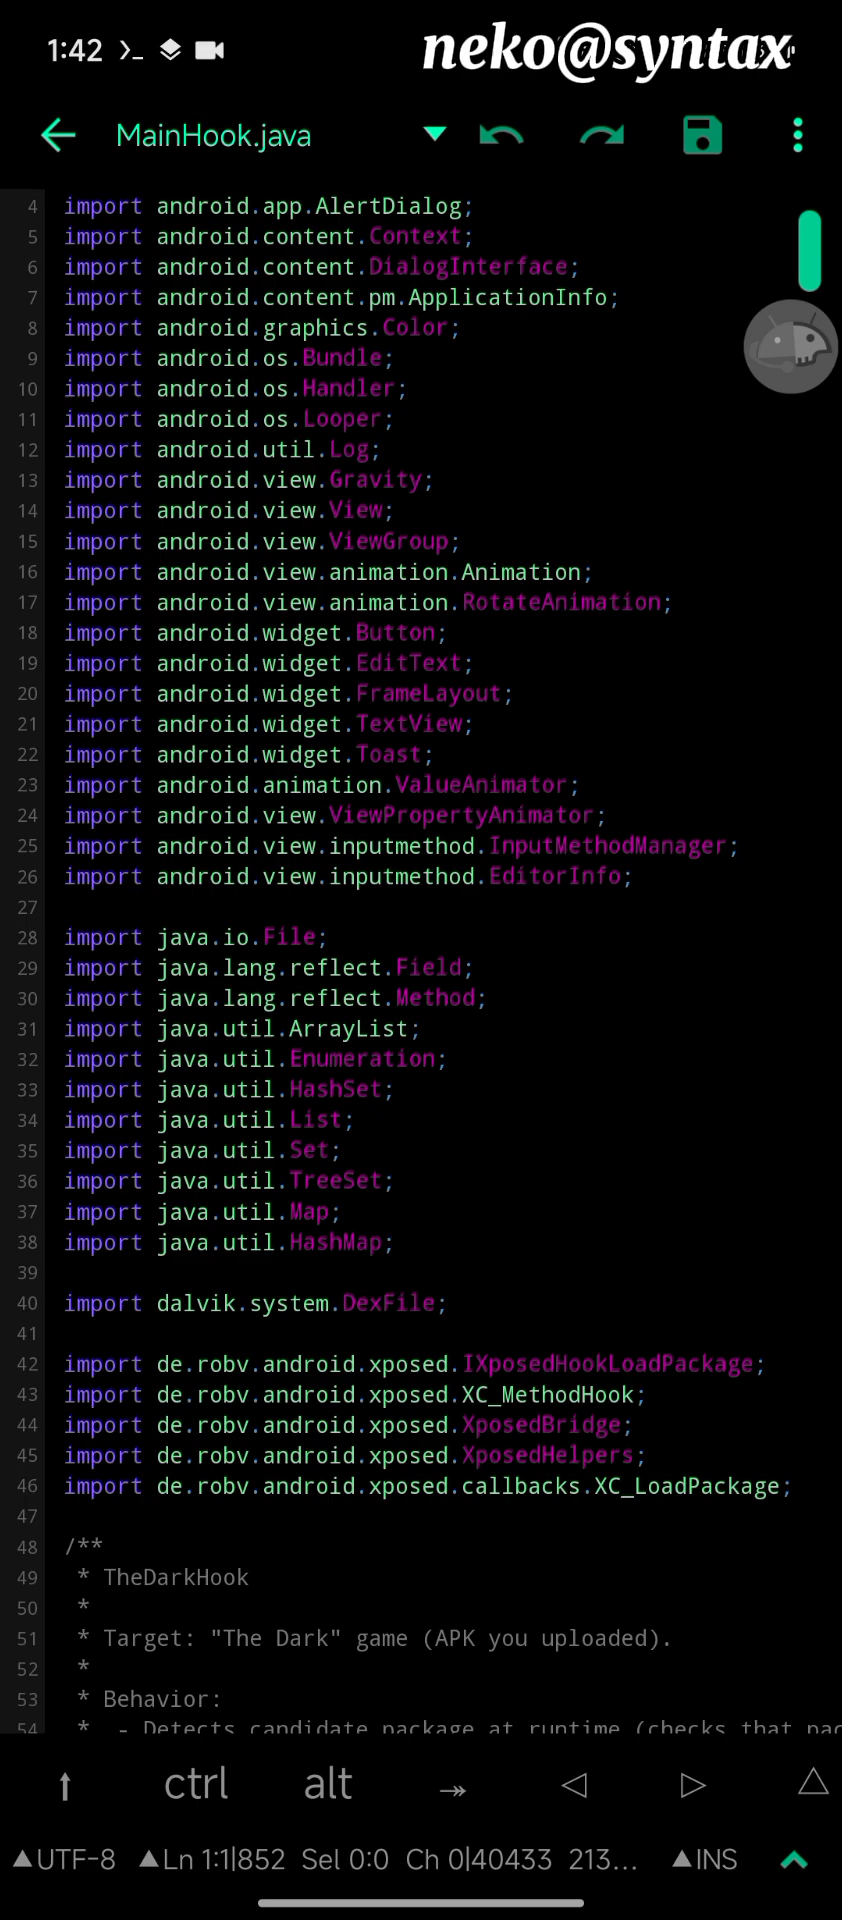 1:42
neko@syntax
MainHook.java
4 import android.app.AlertDialog;
5 import android.content.Context;
6 import android.content.DialogInterface;
7 import android.content.pm.ApplicationInfo;
8 import android.graphics.Color;
9 import android.os.Bundle;
10 import android.os.Handler;
11 import android.os.Looper;
12 import android.util.Log;
13 import android.view.Gravity;
14 import android.view.View;
15 import android.view.ViewGroup;
16 import android.view.animation.Animation;
17 import android.view.animation.RotateAnimation;
18 import android.widget.Button;
19 import android.widget.EditText;
20 import android.widget.FrameLayout;
21 import android.widget.TextView;
22 import android.widget.Toast;
23 import android.animation.ValueAnimator;
24 import android.view.ViewPropertyAnimator;
25 import android.view.inputmethod.InputMethodManager;
26 import android.view.inputmethod.EditorInfo;
27
28 import java.io.File;
29 import java.lang.reflect.Field;
30 import java.lang.reflect.Method;
31 import java.util.ArrayList;
32 import java.util.Enumeration;
33 import java.util.HashSet;
34 import java.util.List;
35 import java.util.Set;
36 import java.util.TreeSet;
37 import java.util.Map;
38 import java.util.HashMap;
39
40 import dalvik.system.DexFile;
41
42 import de.robv.android.xposed.IXposedHookLoadPackage;
43 import de.robv.android.xposed.XC_MethodHook;
44 import de.robv.android.xposed.XposedBridge;
45 import de.robv.android.xposed.XposedHelpers;
46 import de.robv.android.xposed.callbacks.XC_LoadPackage;
47
48 /**
49 * TheDarkHook
50 *
51 * Target: "The Dark" game (APK you uploaded).
52 *
53 * Behavior:
54 * - Detects candidate package at runtime (checks that pac
ctrl alt
UTF-8 Ln 1:1|852 Sel 0:0 Ch 0|40433 213... INS